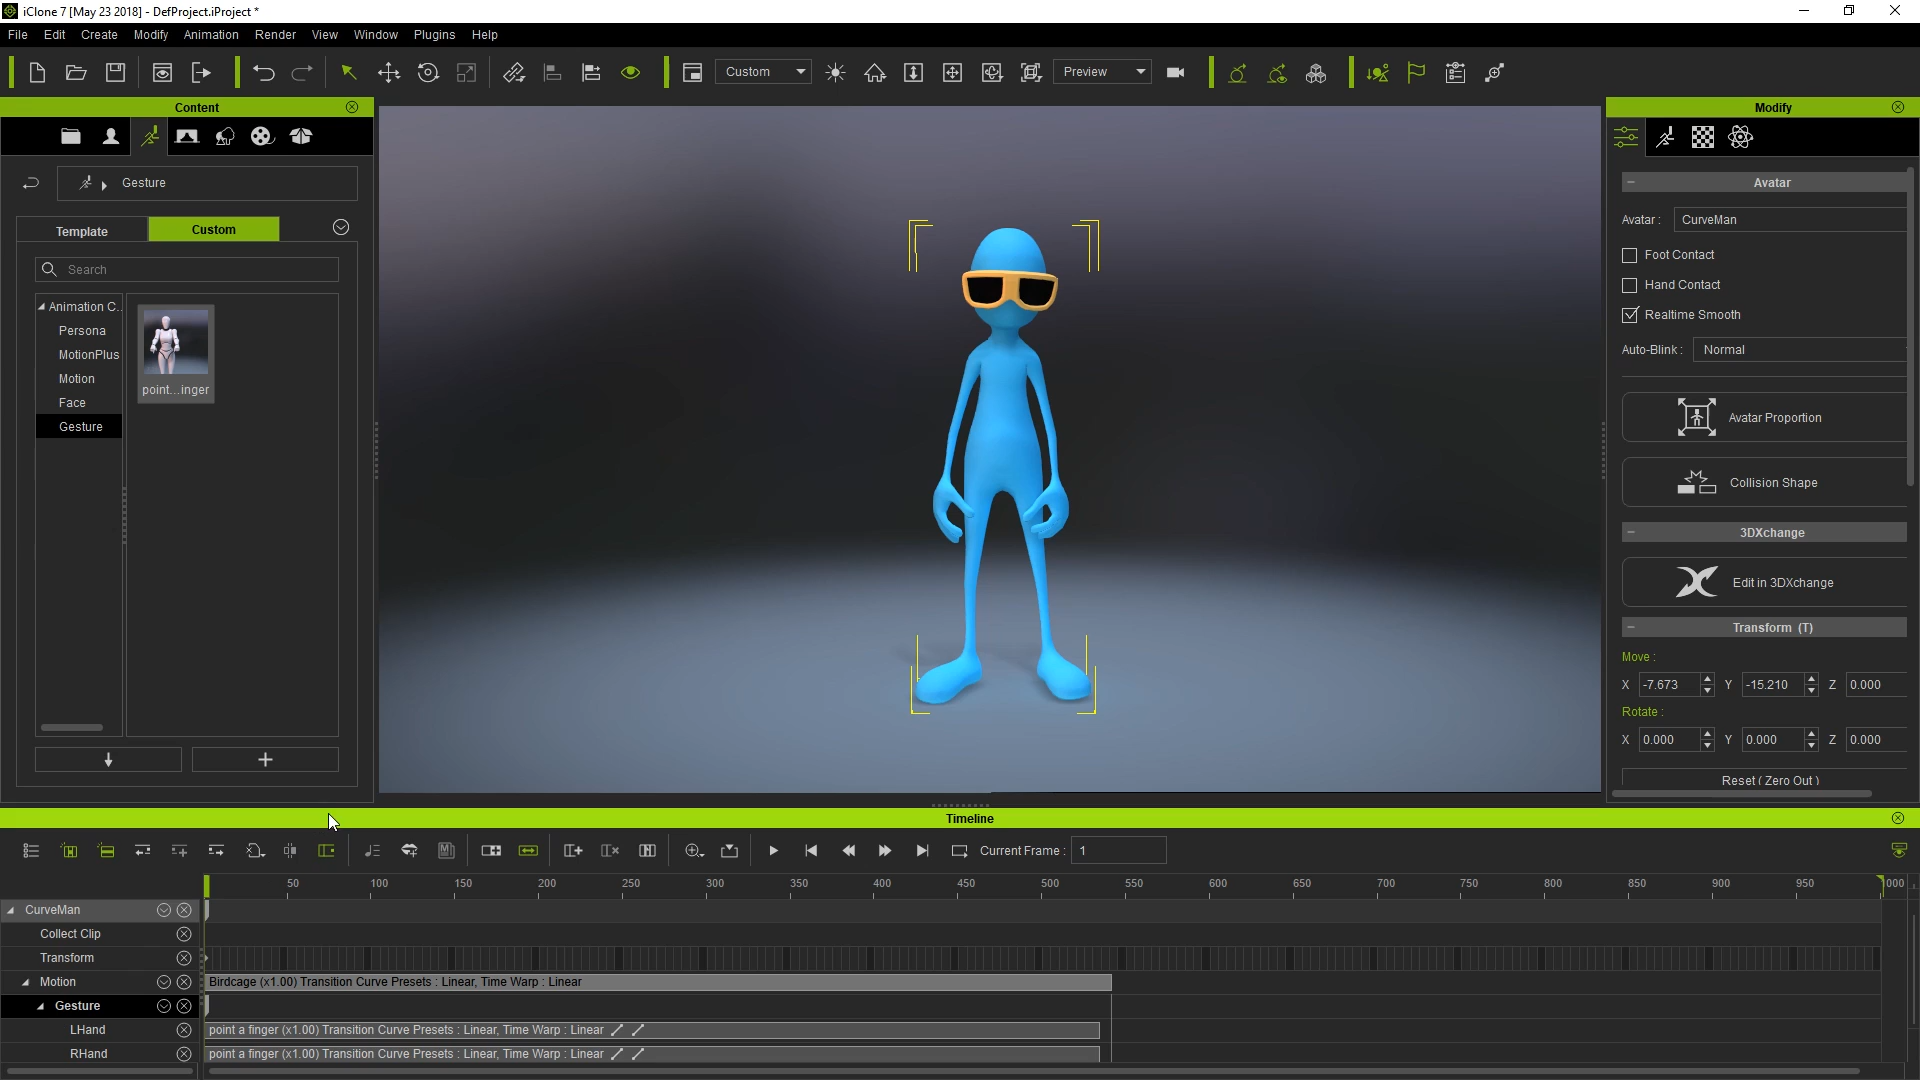 iClone 7 [May 23 2018] - DefProject.iProject *
File Edit Create Modify Animation Render View Window Plugins Help
Custom Preview
Content
Gesture
Template Custom
Search
Animation C..
Persona
MotionPlus
Motion
Face
Gesture
point...inger
Modify
Avatar
Avatar : CurveMan
Foot Contact
Hand Contact
Realtime Smooth
Auto-Blink : Normal
Avatar Proportion
Collision Shape
3DXchange
Edit in 3DXchange
Transform (T)
Move :
X -7.673 Y -15.210 Z 0.000
Rotate :
X 0.000 Y 0.000 Z 0.000
Reset ( Zero Out )
Timeline
Current Frame : 1
50 100 150 200 250 300 350 400 450 500 550 600 650 700 750 800 850 900 950 1000
CurveMan
Collect Clip
Transform
Motion Birdcage (x1.00) Transition Curve Presets : Linear, Time Warp : Linear
Gesture
LHand point a finger (x1.00) Transition Curve Presets : Linear, Time Warp : Linear
RHand point a finger (x1.00) Transition Curve Presets : Linear, Time Warp : Linear